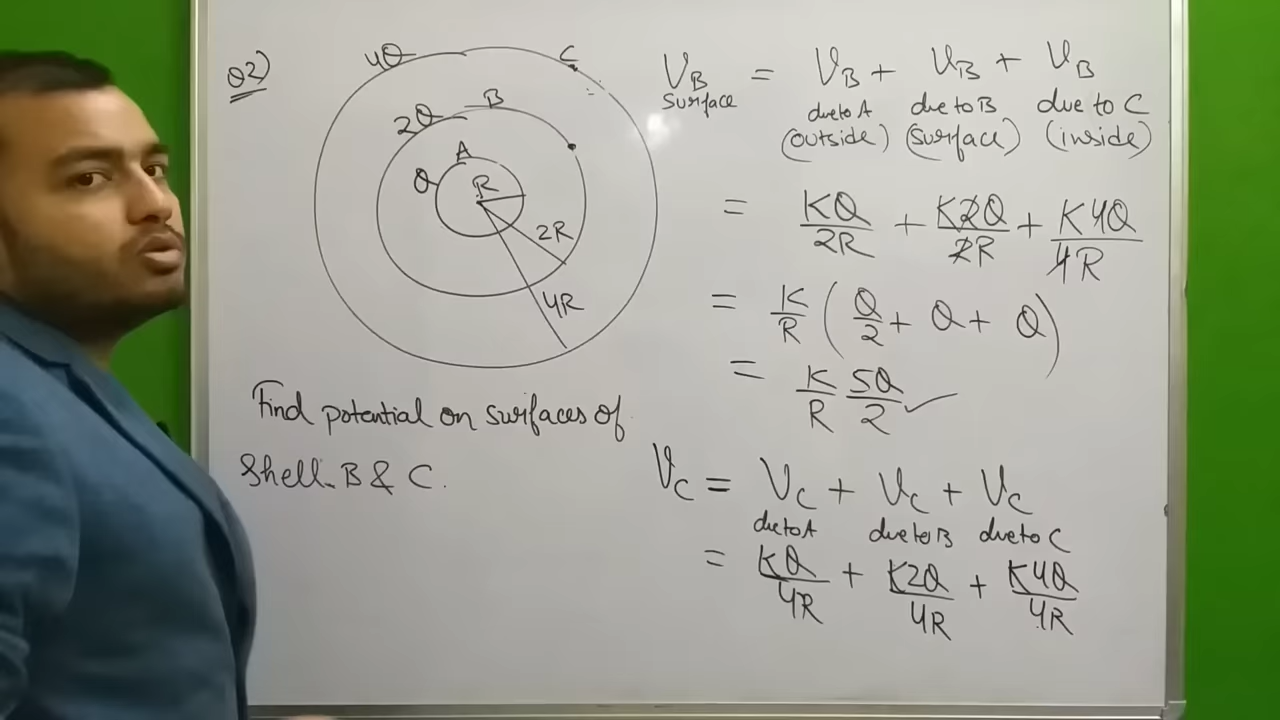 Q2)
4Q
C
2Q
B
A
Q
R
2R
4R
Find potential on surfaces of
Shell B & C.
V_B = V_B + V_B + V_B
Surface due to A due to B due to C
(outside) (surface) (inside)
= KQ/2R + K2Q/2R + K4Q/4R
= K/R (Q/2 + Q + Q)
= K/R 5Q/2 ✓
V_C = V_C + V_C + V_C
due to A due to B due to C
= KQ/4R + K2Q/4R + K4Q/4R